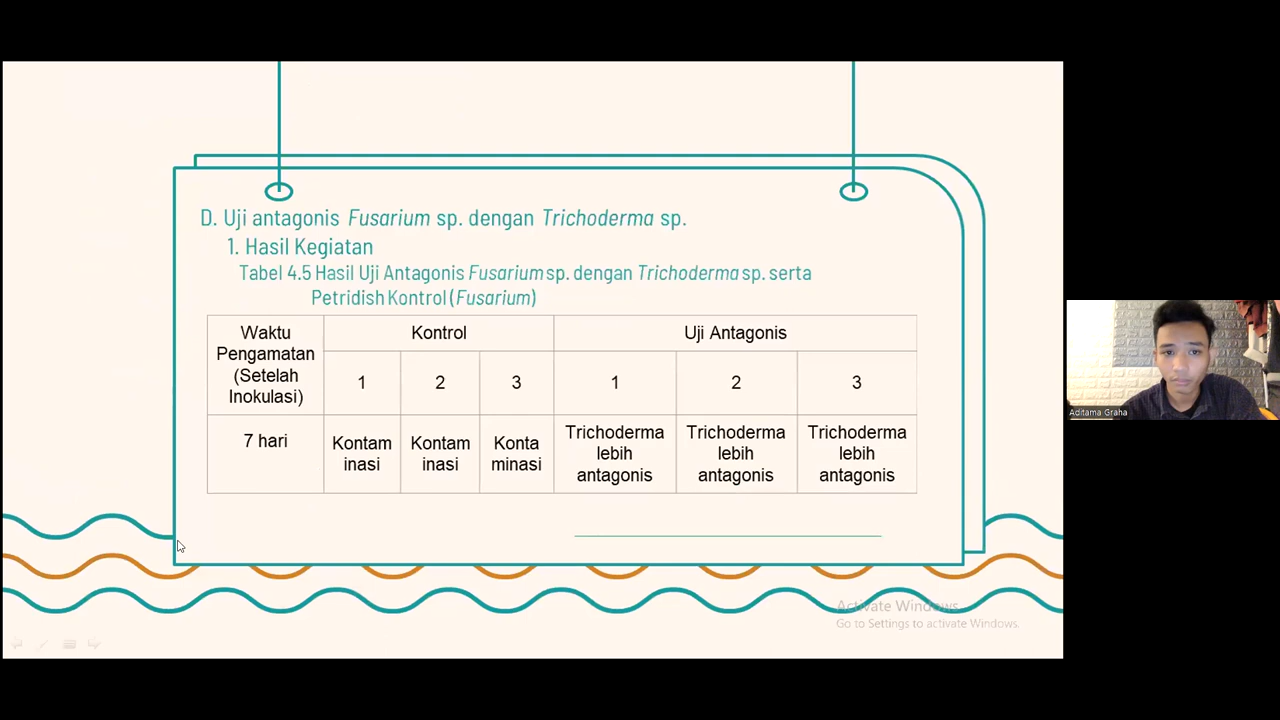 D. Uji antagonis Fusarium sp. dengan Trichoderma sp.
1. Hasil Kegiatan
Tabel 4.5 Hasil Uji Antagonis Fusarium sp. dengan Trichoderma sp. serta
Petridish Kontrol (Fusarium)
Waktu
Pengamatan
(Setelah
Inokulasi)
Kontrol
Uji Antagonis
1
2
3
1
2
3
7 hari
Kontam
inasi
Kontam
inasi
Konta
minasi
Trichoderma
lebih
antagonis
Trichoderma
lebih
antagonis
Trichoderma
lebih
antagonis
Activate Windows
Go to Settings to activate Windows.
Aditama Graha